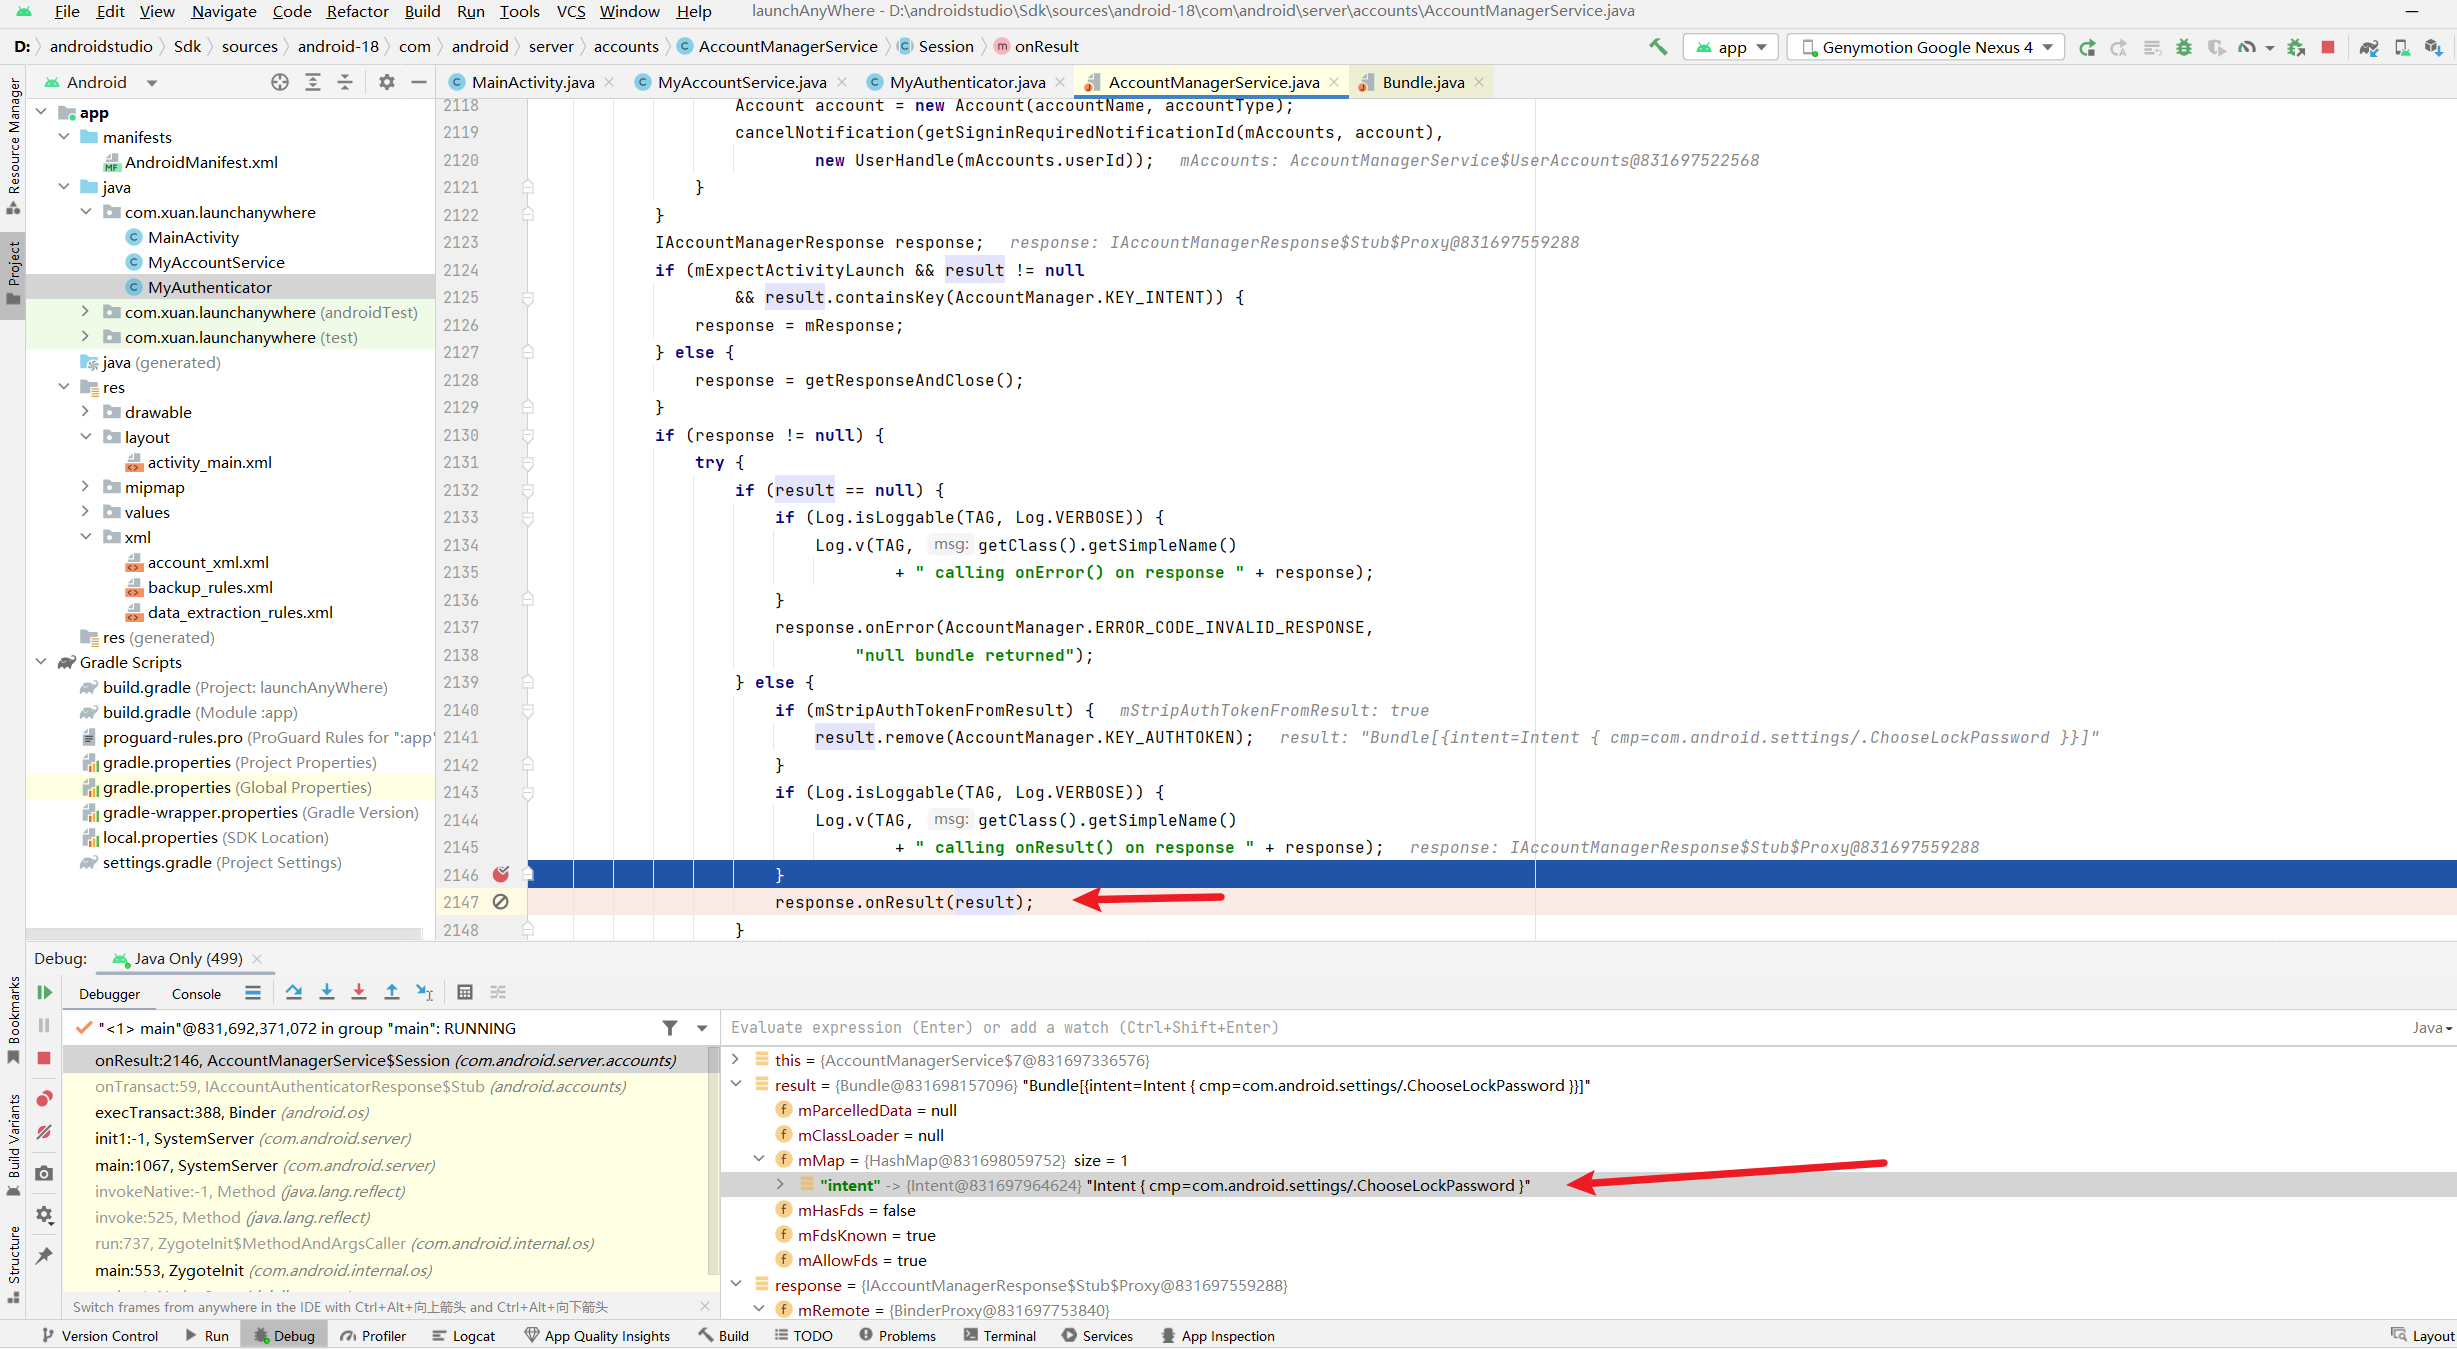 File Edit View Navigate Code Refactor Build Run Tools VCS Window Help launchAnyWhere - D:\androidstudio\Sdk\sources\android-18\com\android\server\accounts\AccountManagerService.java
D: androidstudio Sdk sources android-18 com android server accounts AccountManagerService Session onResult app Genymotion Google Nexus 4
Android MainActivity.java MyAccountService.java MyAuthenticator.java AccountManagerService.java Bundle.java
Resource Manager
Project
app
manifests
AndroidManifest.xml
java
com.xuan.launchanywhere
MainActivity
MyAccountService
MyAuthenticator
com.xuan.launchanywhere (androidTest)
com.xuan.launchanywhere (test)
java (generated)
res
drawable
layout
activity_main.xml
mipmap
values
xml
account_xml.xml
backup_rules.xml
data_extraction_rules.xml
res (generated)
Gradle Scripts
build.gradle (Project: launchAnyWhere)
build.gradle (Module :app)
proguard-rules.pro (ProGuard Rules for ":app"
gradle.properties (Project Properties)
gradle.properties (Global Properties)
gradle-wrapper.properties (Gradle Version)
local.properties (SDK Location)
settings.gradle (Project Settings)
2118 Account account = new Account(accountName, accountType);
2119 cancelNotification(getSigninRequiredNotificationId(mAccounts, account),
2120 new UserHandle(mAccounts.userId)); mAccounts: AccountManagerService$UserAccounts@831697522568
2121 }
2122 }
2123 IAccountManagerResponse response; response: IAccountManagerResponse$Stub$Proxy@831697559288
2124 if (mExpectActivityLaunch && result != null
2125 && result.containsKey(AccountManager.KEY_INTENT)) {
2126 response = mResponse;
2127 } else {
2128 response = getResponseAndClose();
2129 }
2130 if (response != null) {
2131 try {
2132 if (result == null) {
2133 if (Log.isLoggable(TAG, Log.VERBOSE)) {
2134 Log.v(TAG, msg: getClass().getSimpleName()
2135 + " calling onError() on response " + response);
2136 }
2137 response.onError(AccountManager.ERROR_CODE_INVALID_RESPONSE,
2138 "null bundle returned");
2139 } else {
2140 if (mStripAuthTokenFromResult) { mStripAuthTokenFromResult: true
2141 result.remove(AccountManager.KEY_AUTHTOKEN); result: "Bundle[{intent=Intent { cmp=com.android.settings/.ChooseLockPassword }}]"
2142 }
2143 if (Log.isLoggable(TAG, Log.VERBOSE)) {
2144 Log.v(TAG, msg: getClass().getSimpleName()
2145 + " calling onResult() on response " + response); response: IAccountManagerResponse$Stub$Proxy@831697559288
2146 }
2147 response.onResult(result);
2148 }
Debug: Java Only (499)
Debugger Console
"<1> main"@831,692,371,072 in group "main": RUNNING
onResult:2146, AccountManagerService$Session (com.android.server.accounts)
onTransact:59, IAccountAuthenticatorResponse$Stub (android.accounts)
execTransact:388, Binder (android.os)
init1:-1, SystemServer (com.android.server)
main:1067, SystemServer (com.android.server)
invokeNative:-1, Method (java.lang.reflect)
invoke:525, Method (java.lang.reflect)
run:737, ZygoteInit$MethodAndArgsCaller (com.android.internal.os)
main:553, ZygoteInit (com.android.internal.os)
Switch frames from anywhere in the IDE with Ctrl+Alt+向上箭头 and Ctrl+Alt+向下箭头
Evaluate expression (Enter) or add a watch (Ctrl+Shift+Enter) Java
this = {AccountManagerService$7@831697336576}
result = {Bundle@831698157096} "Bundle[{intent=Intent { cmp=com.android.settings/.ChooseLockPassword }}]"
mParcelledData = null
mClassLoader = null
mMap = {HashMap@831698059752} size = 1
"intent" -> {Intent@831697964624} "Intent { cmp=com.android.settings/.ChooseLockPassword }"
mHasFds = false
mFdsKnown = true
mAllowFds = true
response = {IAccountManagerResponse$Stub$Proxy@831697559288}
mRemote = {BinderProxy@831697753840}
Bookmarks
Build Variants
Structure
Version Control Run Debug Profiler Logcat App Quality Insights Build TODO Problems Terminal Services App Inspection Layout